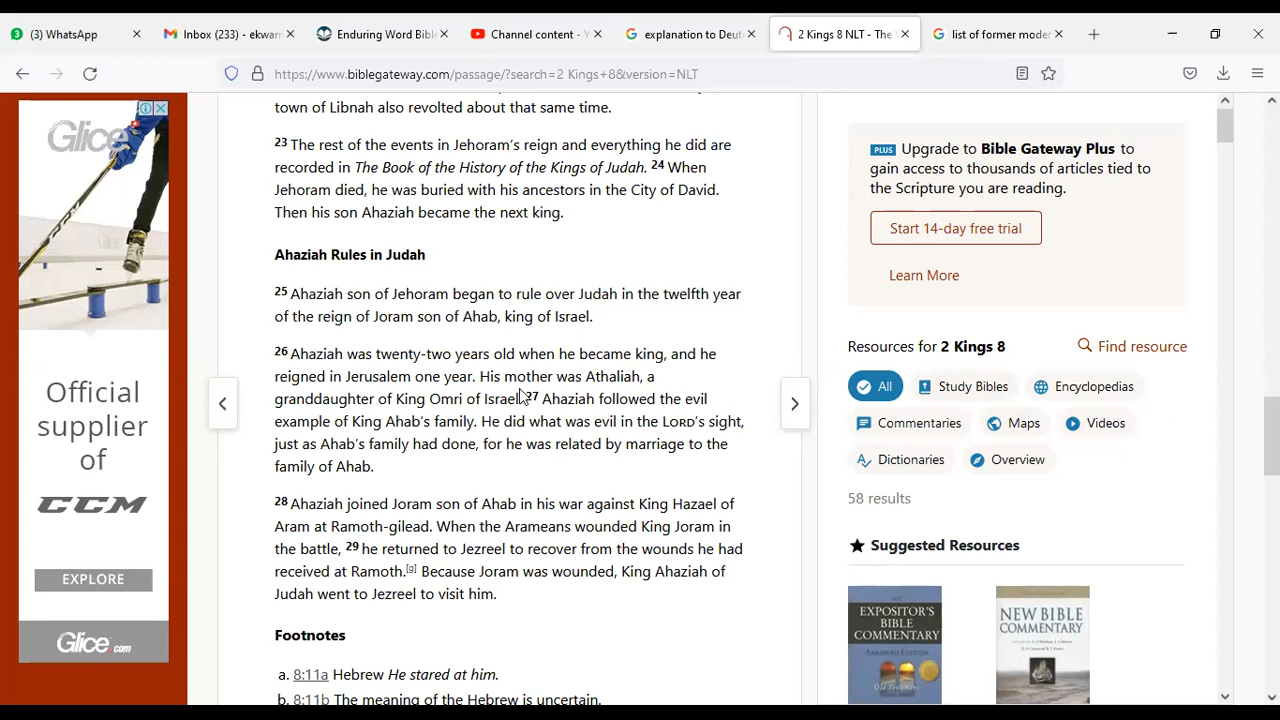 3
(3) WhatsApp
Inbox (233) - ekwam
Enduring Word Bibl
Channel content - Y
explanation to Deut
2 Kings 8 NLT - The
list of former moder
https://www.biblegateway.com/passage/?search=2 Kings+8&version=NLT
Glice
Official
supplier
of
CCM
EXPLORE
Glice.com
town of Libnah also revolted about that same time.
23 The rest of the events in Jehoram's reign and everything he did are
recorded in The Book of the History of the Kings of Judah. 24 When
Jehoram died, he was buried with his ancestors in the City of David.
Then his son Ahaziah became the next king.
Ahaziah Rules in Judah
25 Ahaziah son of Jehoram began to rule over Judah in the twelfth year
of the reign of Joram son of Ahab, king of Israel.
26 Ahaziah was twenty-two years old when he became king, and he
reigned in Jerusalem one year. His mother was Athaliah, a
granddaughter of King Omri of Israel. 27 Ahaziah followed the evil
example of King Ahab's family. He did what was evil in the LORD's sight,
just as Ahab's family had done, for he was related by marriage to the
family of Ahab.
28 Ahaziah joined Joram son of Ahab in his war against King Hazael of
Aram at Ramoth-gilead. When the Arameans wounded King Joram in
the battle, 29 he returned to Jezreel to recover from the wounds he had
received at Ramoth.[g] Because Joram was wounded, King Ahaziah of
Judah went to Jezreel to visit him.
Footnotes
a. 8:11a Hebrew He stared at him.
b. 8:11b The meaning of the Hebrew is uncertain.
PLUS Upgrade to Bible Gateway Plus to
gain access to thousands of articles tied to
the Scripture you are reading.
Start 14-day free trial
Learn More
Resources for 2 Kings 8
Find resource
All
Study Bibles
Encyclopedias
Commentaries
Maps
Videos
Dictionaries
Overview
58 results
Suggested Resources
EXPOSITOR'S
BIBLE
COMMENTARY
ABRIDGED EDITION
Old Testament
NEW BIBLE
COMMENTARY